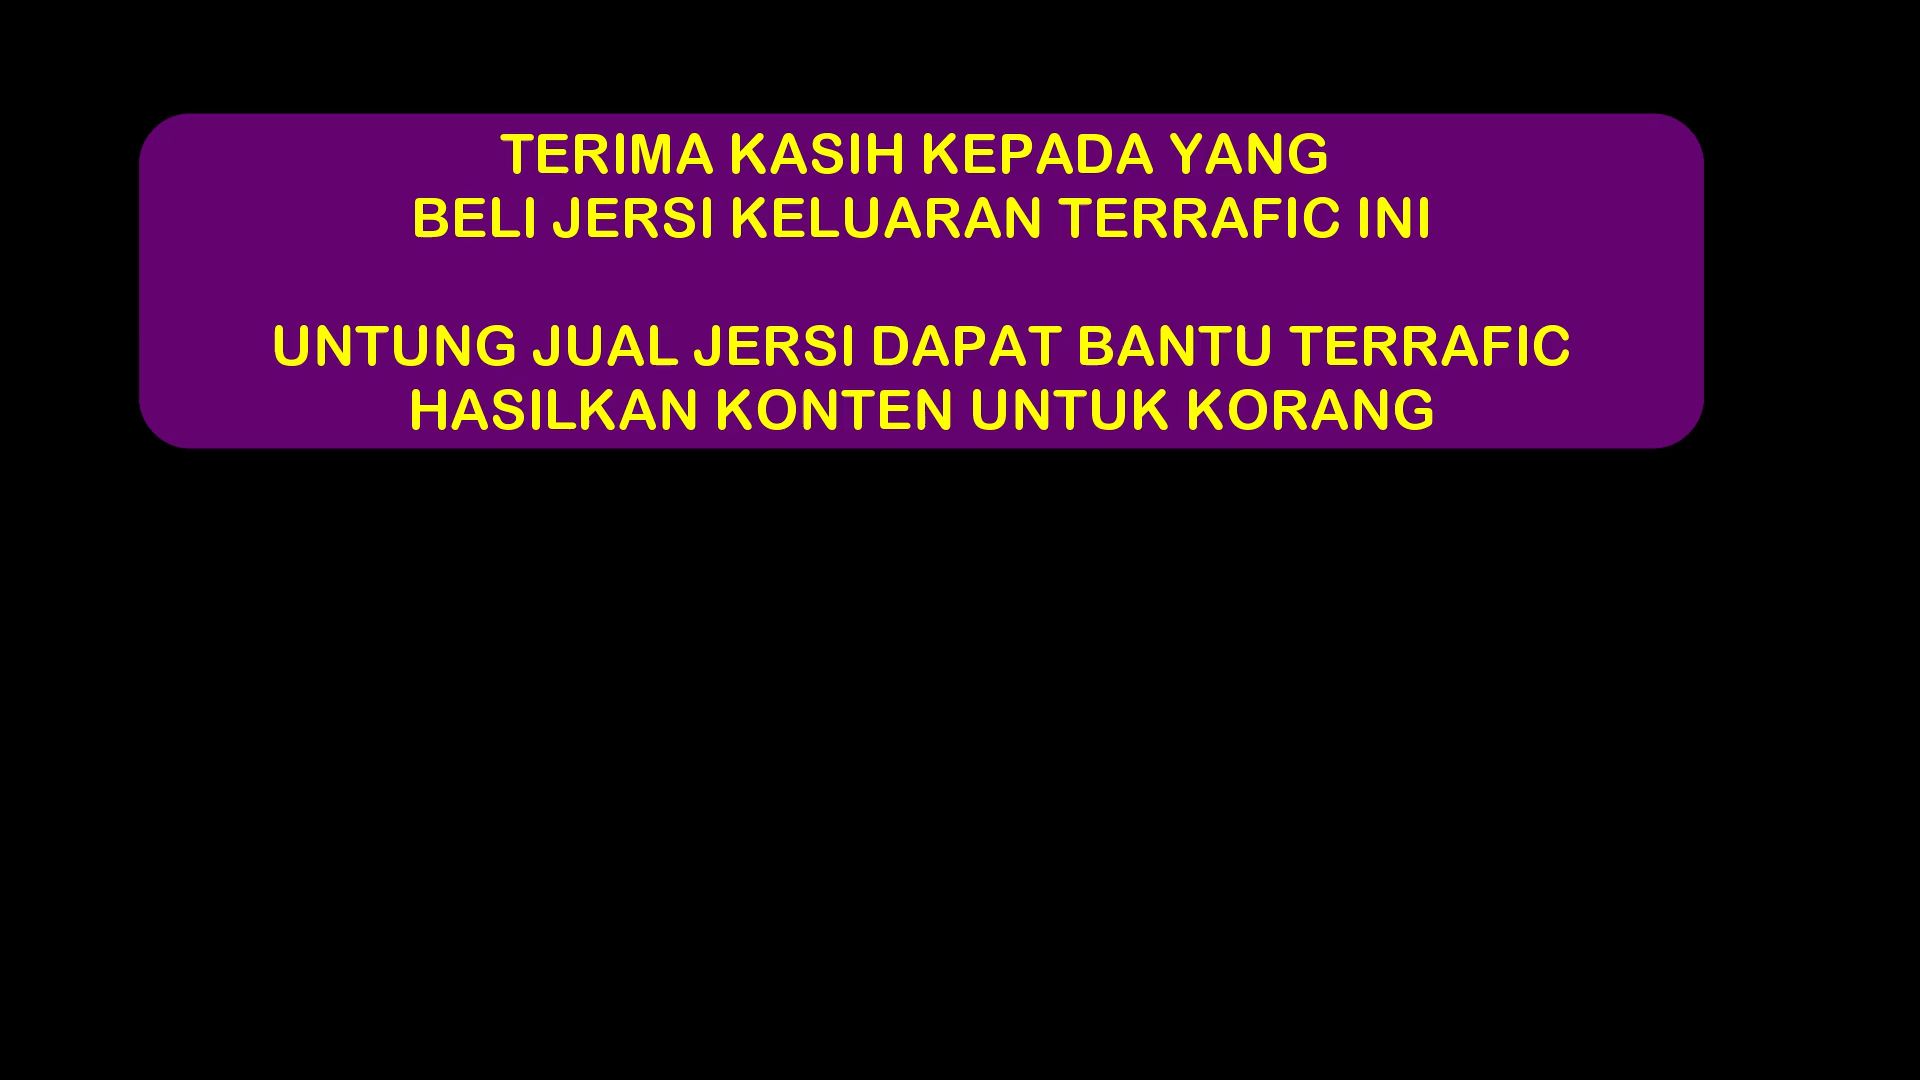 TERIMA KASIH KEPADA YANG
BELI JERSI KELUARAN TERRAFIC INI
UNTUNG JUAL JERSI DAPAT BANTU TERRAFIC
HASILKAN KONTEN UNTUK KORANG